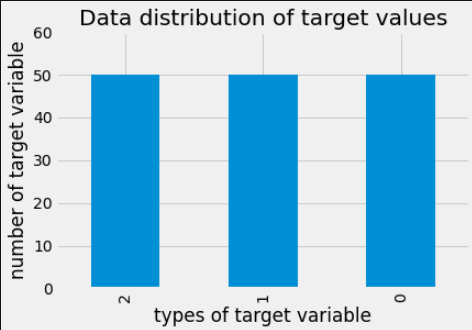 Data distribution of target values
number of target variable
60
50
40
30
20
10
0
2 1 0
types of target variable